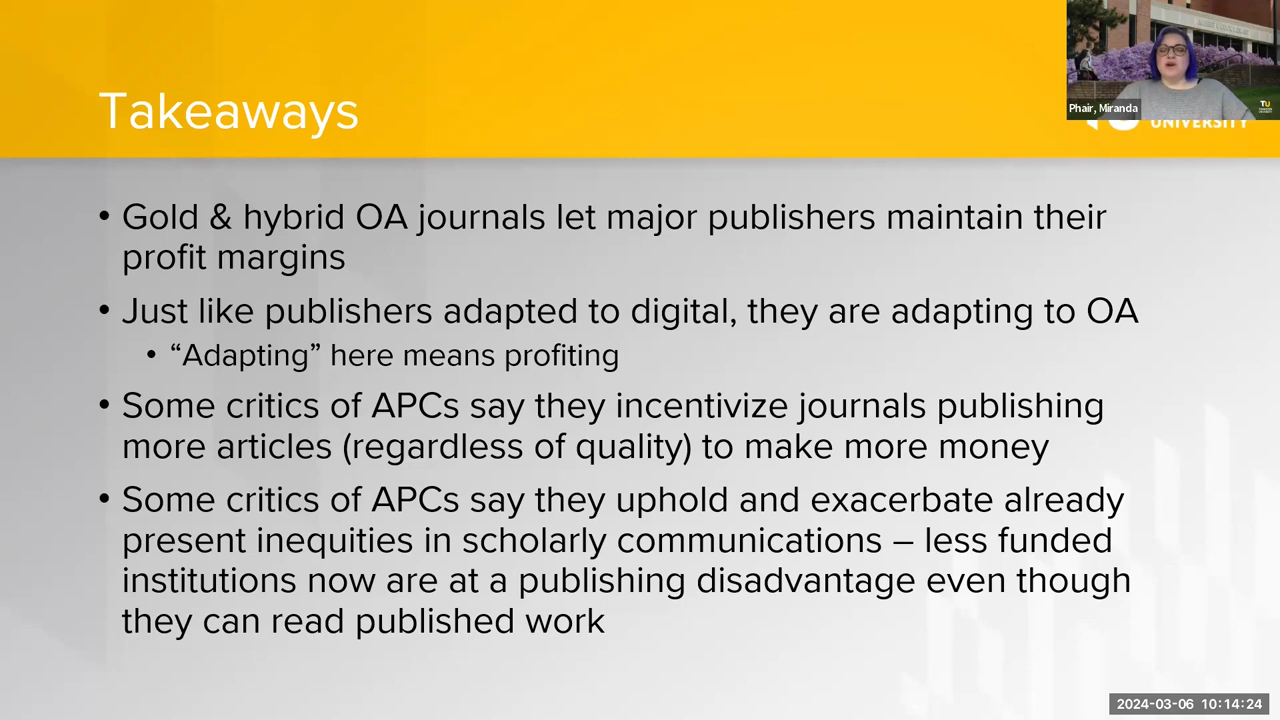 Takeaways
Phair, Miranda
TU
UNIVERSITY
• Gold & hybrid OA journals let major publishers maintain their
profit margins
• Just like publishers adapted to digital, they are adapting to OA
• “Adapting” here means profiting
• Some critics of APCs say they incentivize journals publishing
more articles (regardless of quality) to make more money
• Some critics of APCs say they uphold and exacerbate already
present inequities in scholarly communications – less funded
institutions now are at a publishing disadvantage even though
they can read published work
2024-03-06 10:14:24